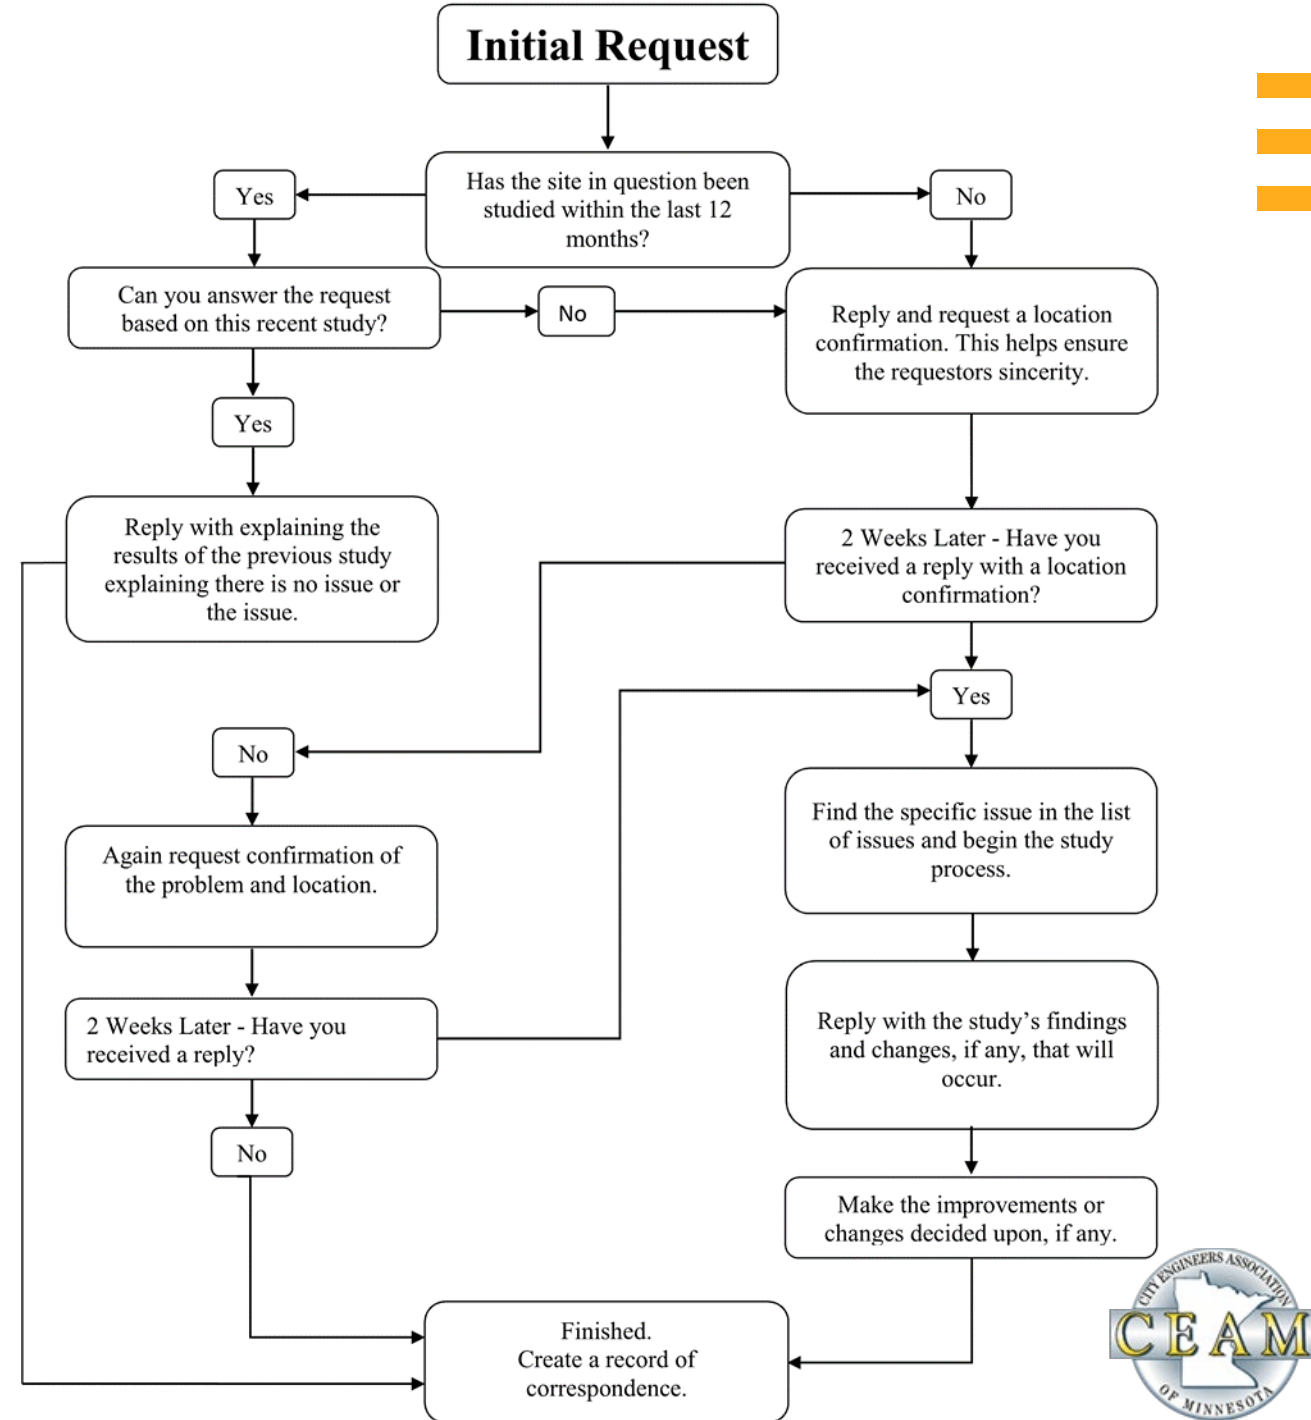 Initial Request
Has the site in question been
studied within the last 12
months?
Yes
No
Can you answer the request
based on this recent study?
No
Reply and request a location
confirmation. This helps ensure
the requestors sincerity.
Yes
Reply with explaining the
results of the previous study
explaining there is no issue or
the issue.
2 Weeks Later - Have you
received a reply with a location
confirmation?
Yes
No
Find the specific issue in the list
of issues and begin the study
process.
Again request confirmation of
the problem and location.
2 Weeks Later - Have you
received a reply?
Reply with the study’s findings
and changes, if any, that will
occur.
No
Make the improvements or
changes decided upon, if any.
Finished.
Create a record of
correspondence.
CITY ENGINEERS ASSOCIATION
CEAM
OF MINNESOTA